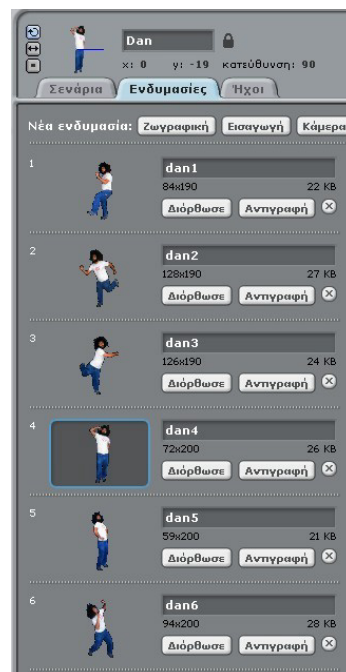 Dan
x: 0 y: -19 κατεύθυνση: 90
Σενάρια Ενδυμασίες Ήχοι
Νέα ενδυμασία: Ζωγραφική Εισαγωγή Κάμερα
1 dan1
84x190 22 KB
Διόρθωσε Αντιγραφή
2 dan2
128x190 27 KB
Διόρθωσε Αντιγραφή
3 dan3
126x190 24 KB
Διόρθωσε Αντιγραφή
4 dan4
72x200 26 KB
Διόρθωσε Αντιγραφή
5 dan5
59x200 21 KB
Διόρθωσε Αντιγραφή
6 dan6
94x200 28 KB
Διόρθωσε Αντιγραφή